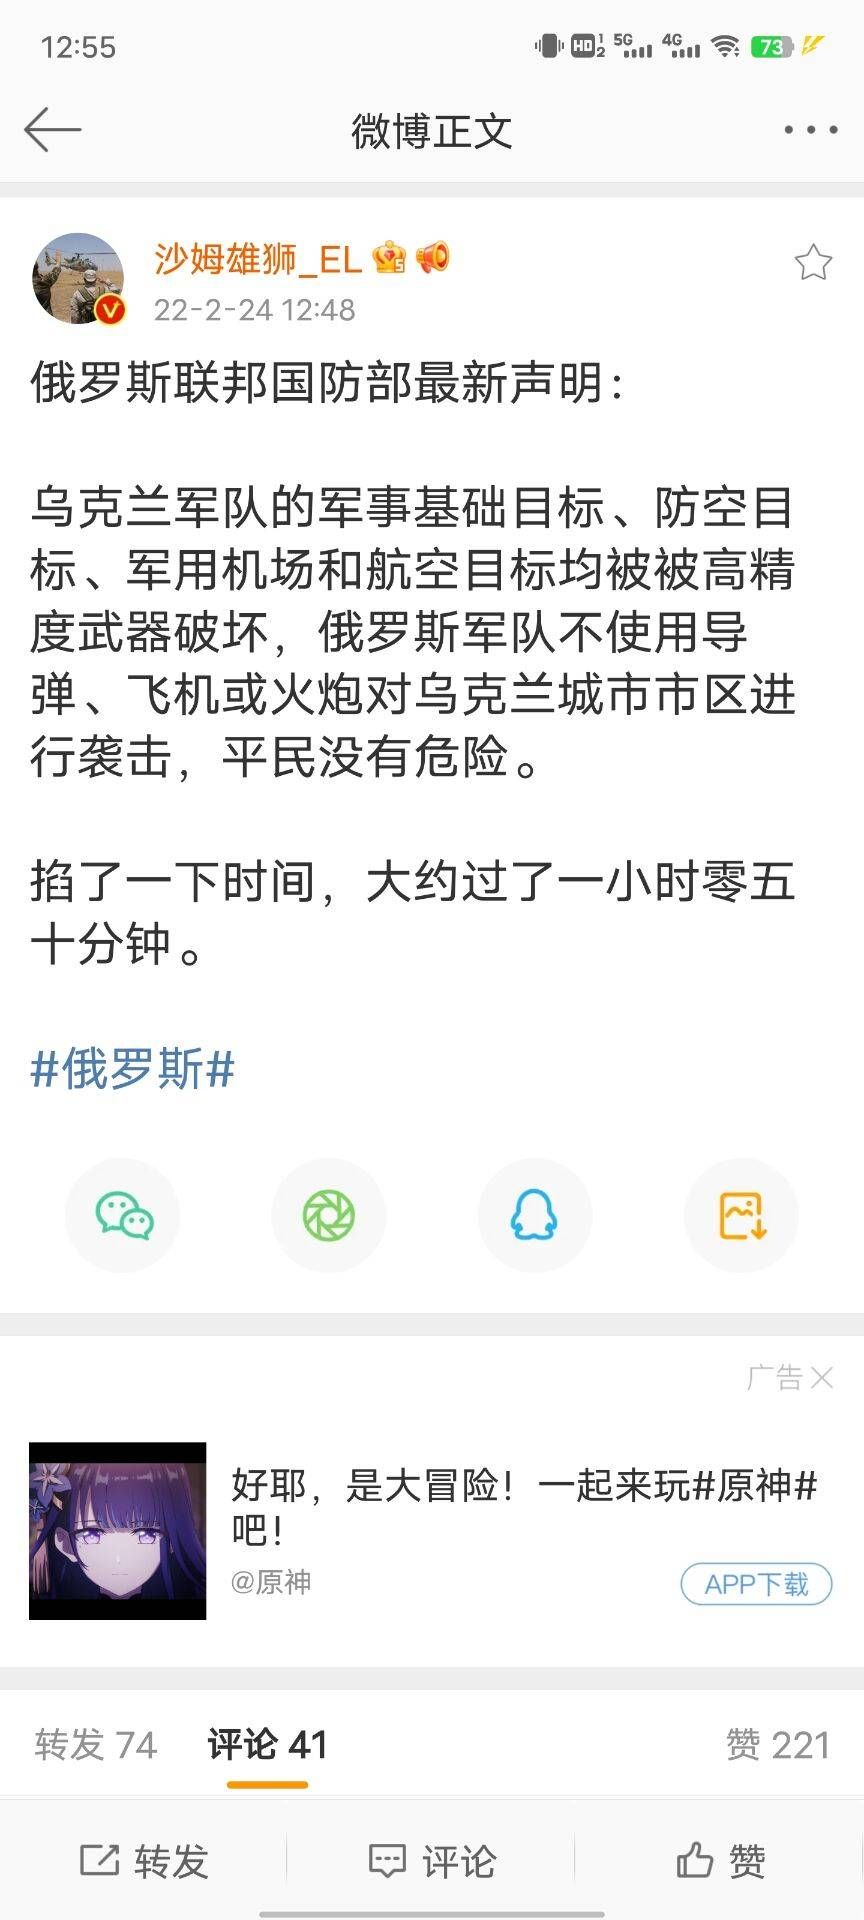 12:55
HD 1 2 5G 4G 73
微博正文
沙姆雄狮_EL
22-2-24 12:48
俄罗斯联邦国防部最新声明：
乌克兰军队的军事基础目标、防空目
标、军用机场和航空目标均被被高精
度武器破坏，俄罗斯军队不使用导
弹、飞机或火炮对乌克兰城市市区进
行袭击，平民没有危险。
掐了一下时间，大约过了一小时零五
十分钟。
#俄罗斯#
广告
好耶，是大冒险！一起来玩#原神#
吧！
@原神
APP下载
转发 74 评论 41 赞 221
转发 评论 赞